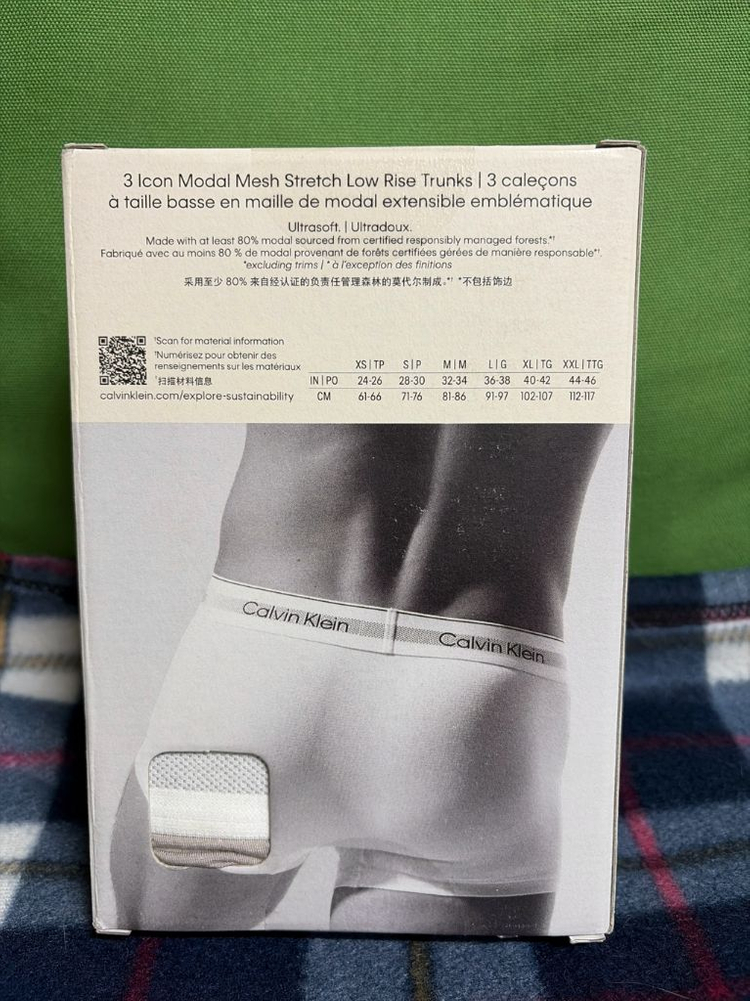 3 Icon Modal Mesh Stretch Low Rise Trunks | 3 caleçons
à taille basse en maille de modal extensible emblématique
Ultrasoft. | Ultradoux.
Made with at least 80% modal sourced from certified responsibly managed forests.*†
Fabriqué avec au moins 80 % de modal provenant de forêts certifiées gérées de manière responsable*†.
*excluding trims | * à l'exception des finitions
采用至少 80% 来自经认证的负责任管理森林的莫代尔制成。*† *不包括饰边
†Scan for material information
†Numérisez pour obtenir des
renseignements sur les matériaux
†扫描材料信息
calvinklein.com/explore-sustainability
XS|TP S|P M|M L|G XL|TG XXL|TTG
IN|PO 24-26 28-30 32-34 36-38 40-42 44-46
CM 61-66 71-76 81-86 91-97 102-107 112-117
Calvin Klein Calvin Klein